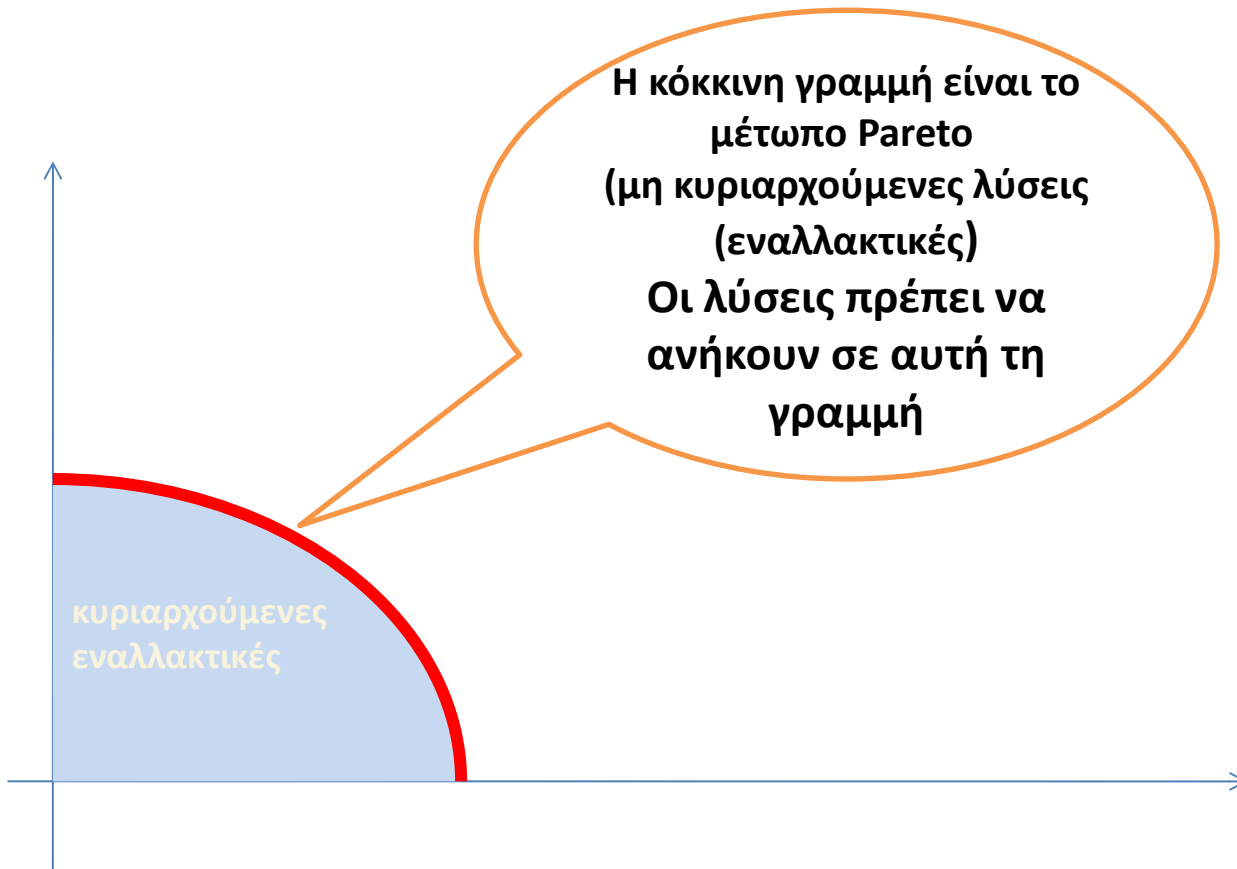 Η κόκκινη γραμμή είναι το
μέτωπο Pareto
(μη κυριαρχούμενες λύσεις
(εναλλακτικές)
Οι λύσεις πρέπει να
ανήκουν σε αυτή τη
γραμμή
κυριαρχούμενες
εναλλακτικές